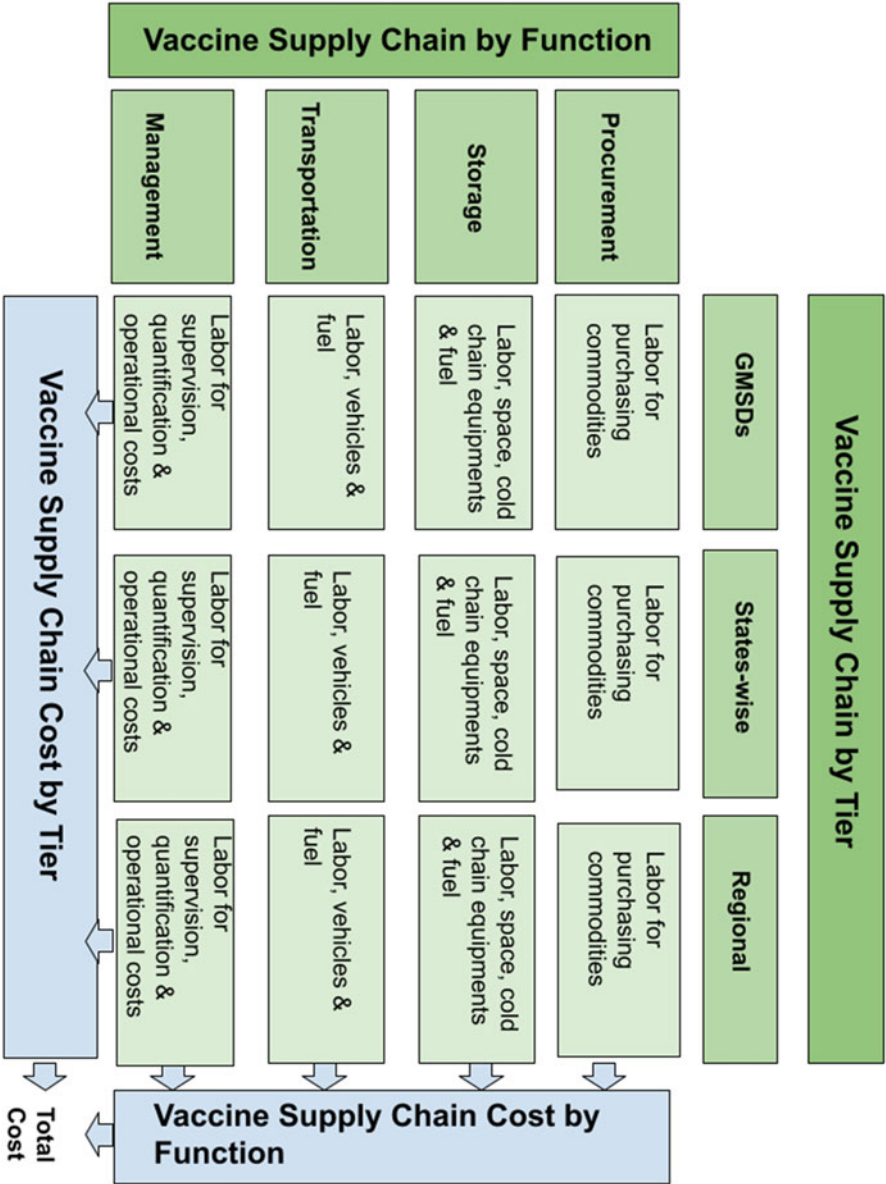 Vaccine Supply Chain by Tier
GMSDs
States-wise
Regional
Vaccine Supply Chain by Function
Procurement
Labor for
purchasing
commodities
Labor for
purchasing
commodities
Labor for
purchasing
commodities
Storage
Labor, space, cold
chain equipments
& fuel
Labor, space, cold
chain equipments
& fuel
Labor, space, cold
chain equipments
& fuel
Transportation
Labor, vehicles &
fuel
Labor, vehicles &
fuel
Labor, vehicles &
fuel
Management
Labor for
supervision,
quantification &
operational costs
Labor for
supervision,
quantification &
operational costs
Labor for
supervision,
quantification &
operational costs
Vaccine Supply Chain Cost by
Function
Vaccine Supply Chain Cost by Tier
Total
Cost